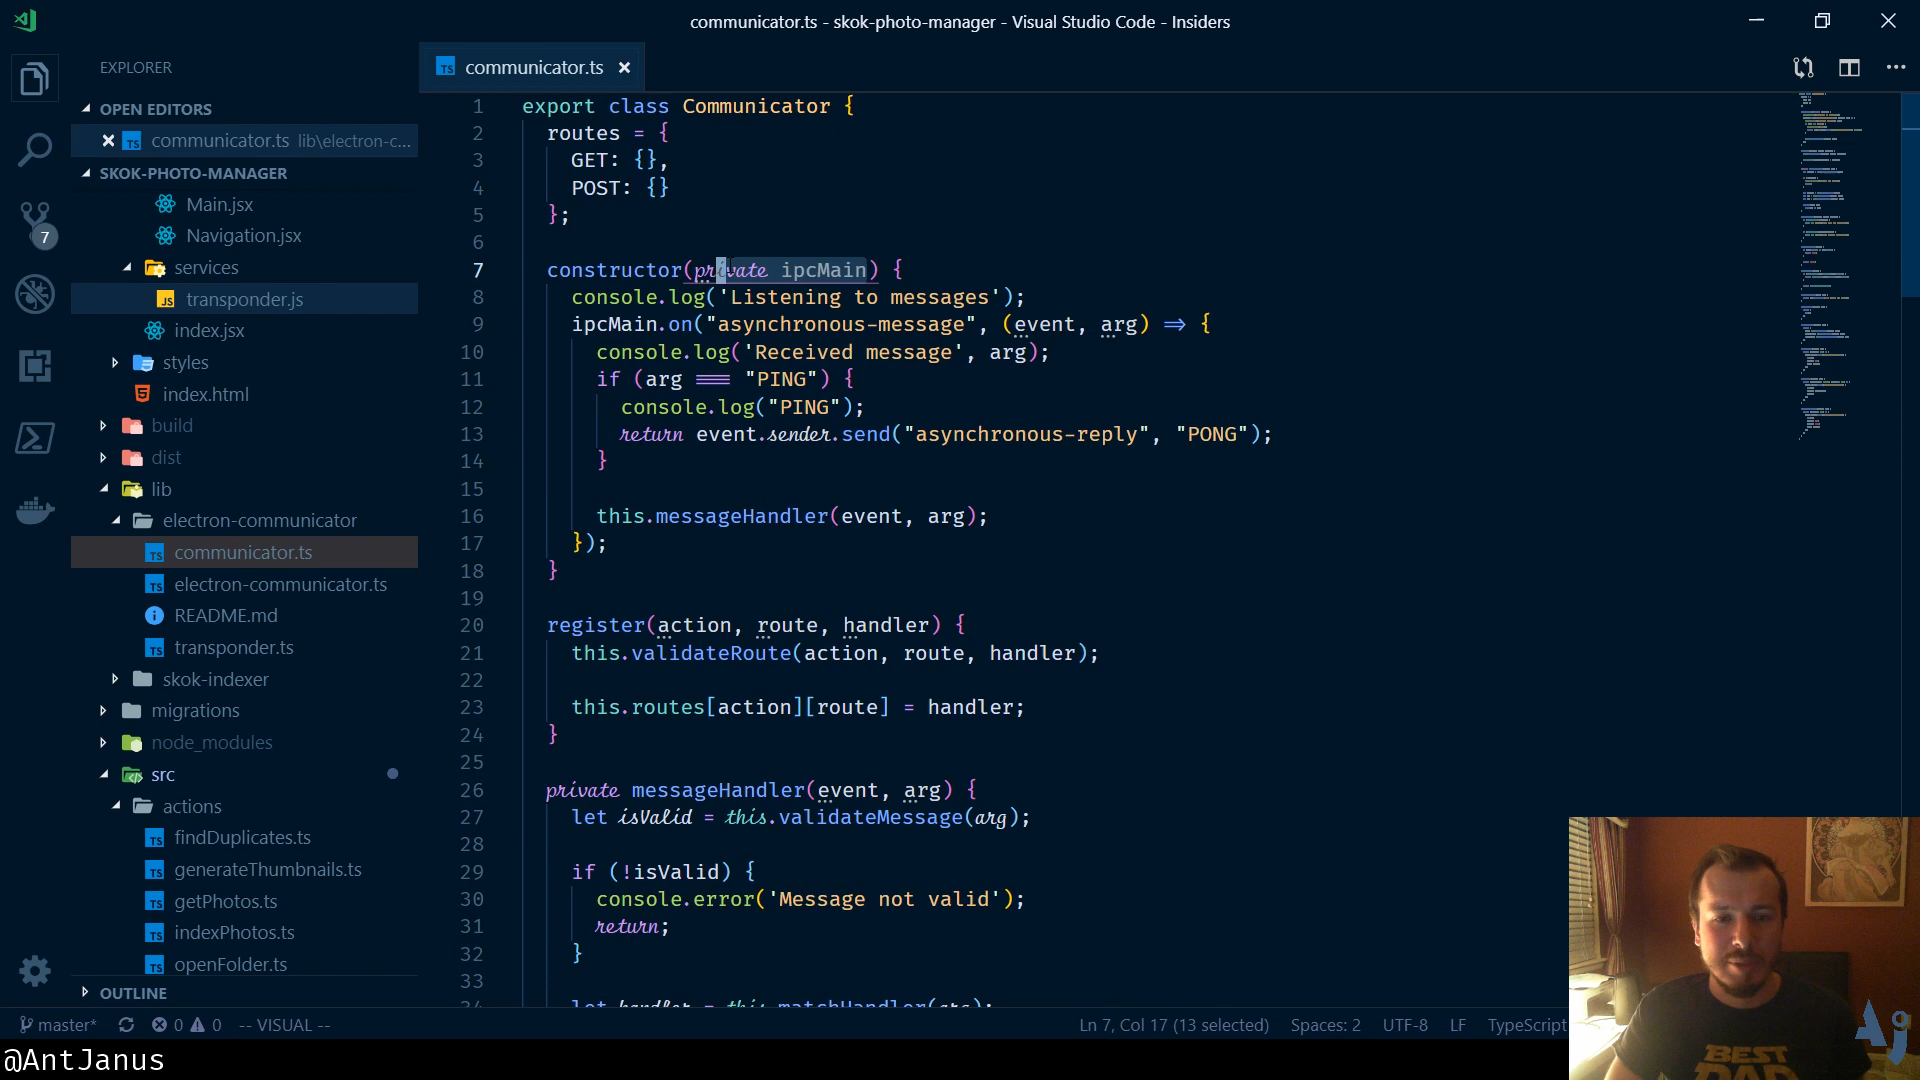 communicator.ts - skok-photo-manager - Visual Studio Code - Insiders
EXPLORER
OPEN EDITORS
communicator.ts lib\electron-c...
SKOK-PHOTO-MANAGER
Main.jsx
Navigation.jsx
services
transponder.js
index.jsx
styles
index.html
build
dist
lib
electron-communicator
communicator.ts
electron-communicator.ts
README.md
transponder.ts
skok-indexer
migrations
node_modules
src
actions
findDuplicates.ts
generateThumbnails.ts
getPhotos.ts
indexPhotos.ts
openFolder.ts
OUTLINE
7
communicator.ts
1 export class Communicator {
2 routes = {
3 GET: {},
4 POST: {}
5 };
6
7 constructor(private ipcMain) {
8 console.log('Listening to messages');
9 ipcMain.on("asynchronous-message", (event, arg) => {
10 console.log('Received message', arg);
11 if (arg === "PING") {
12 console.log("PING");
13 return event.sender.send("asynchronous-reply", "PONG");
14 }
15
16 this.messageHandler(event, arg);
17 });
18 }
19
20 register(action, route, handler) {
21 this.validateRoute(action, route, handler);
22
23 this.routes[action][route] = handler;
24 }
25
26 private messageHandler(event, arg) {
27 let isValid = this.validateMessage(arg);
28
29 if (!isValid) {
30 console.error('Message not valid');
31 return;
32 }
33
34 let handler = this.matchHandler(arg);
master* 0 0 -- VISUAL -- Ln 7, Col 17 (13 selected) Spaces: 2 UTF-8 LF TypeScript
@AntJanus
BEST
DAD